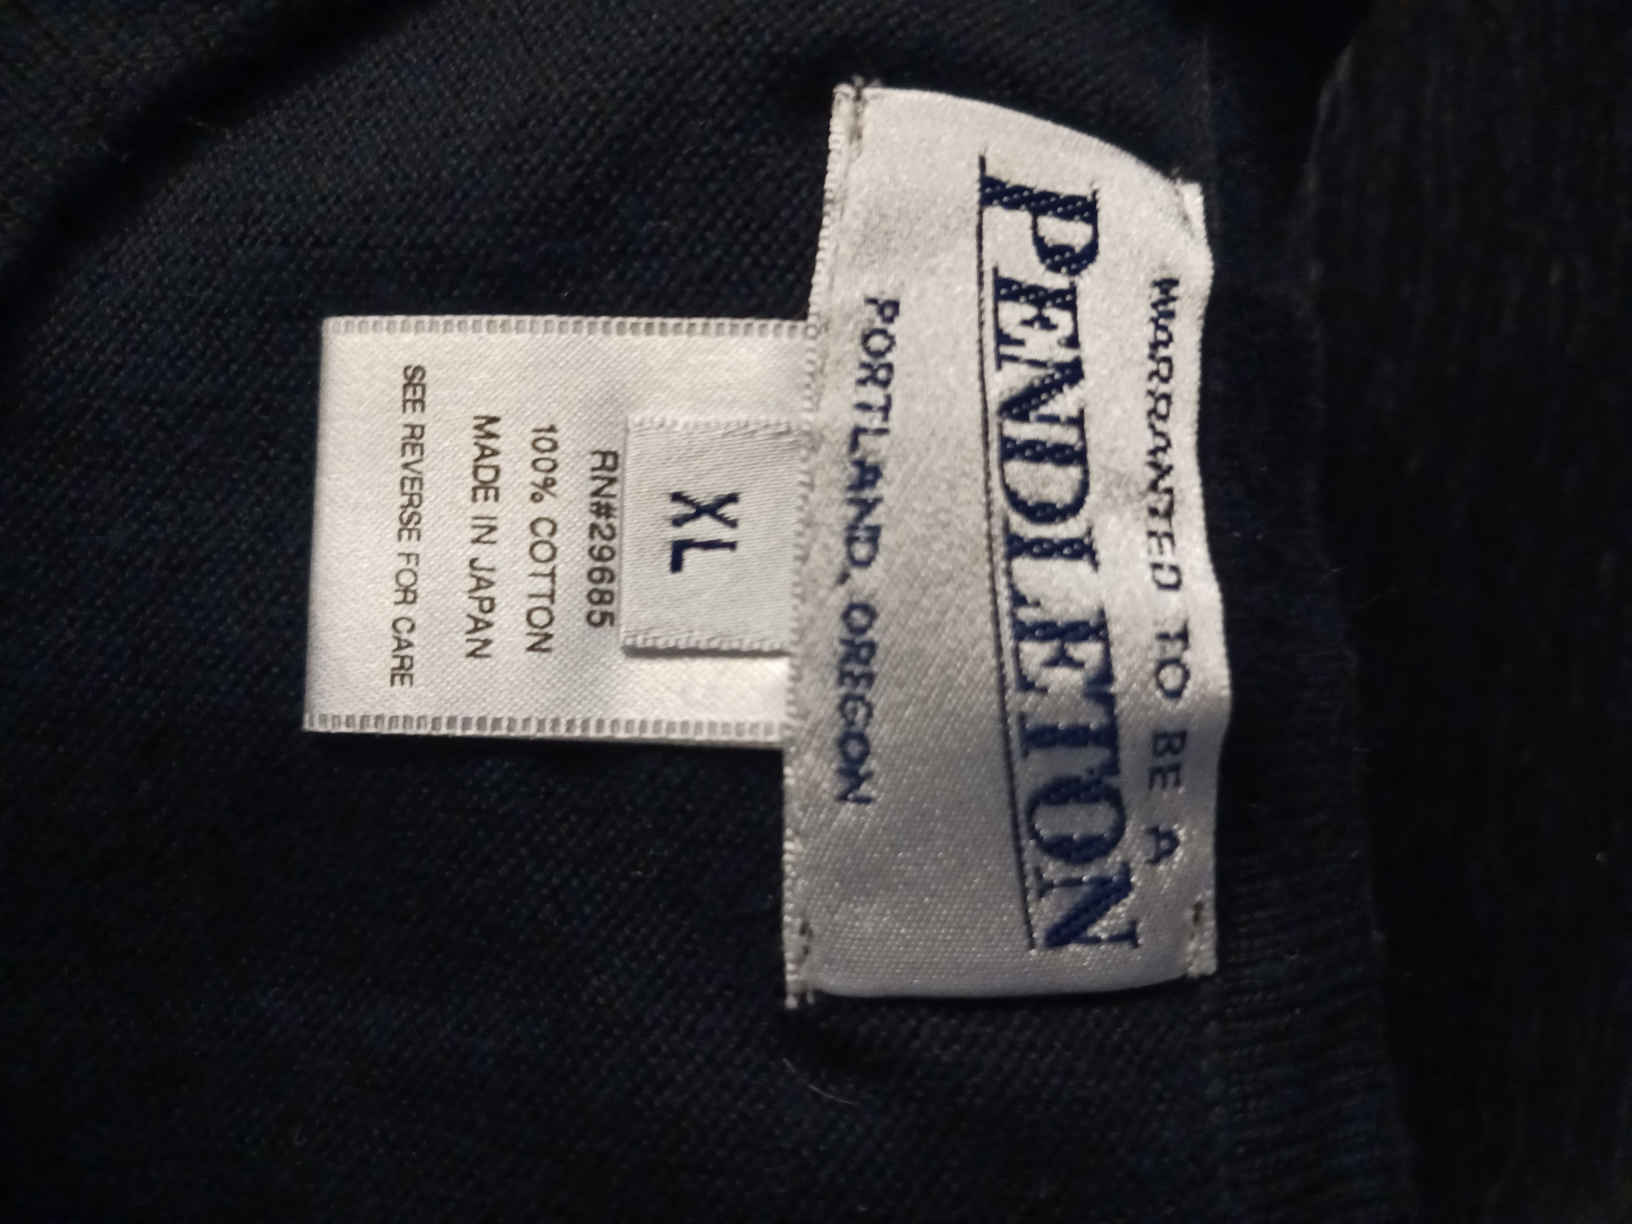 WARRANTED TO BE A
PENDLETON
PORTLAND, OREGON
XL
RN#29685
100% COTTON
MADE IN JAPAN
SEE REVERSE FOR CARE